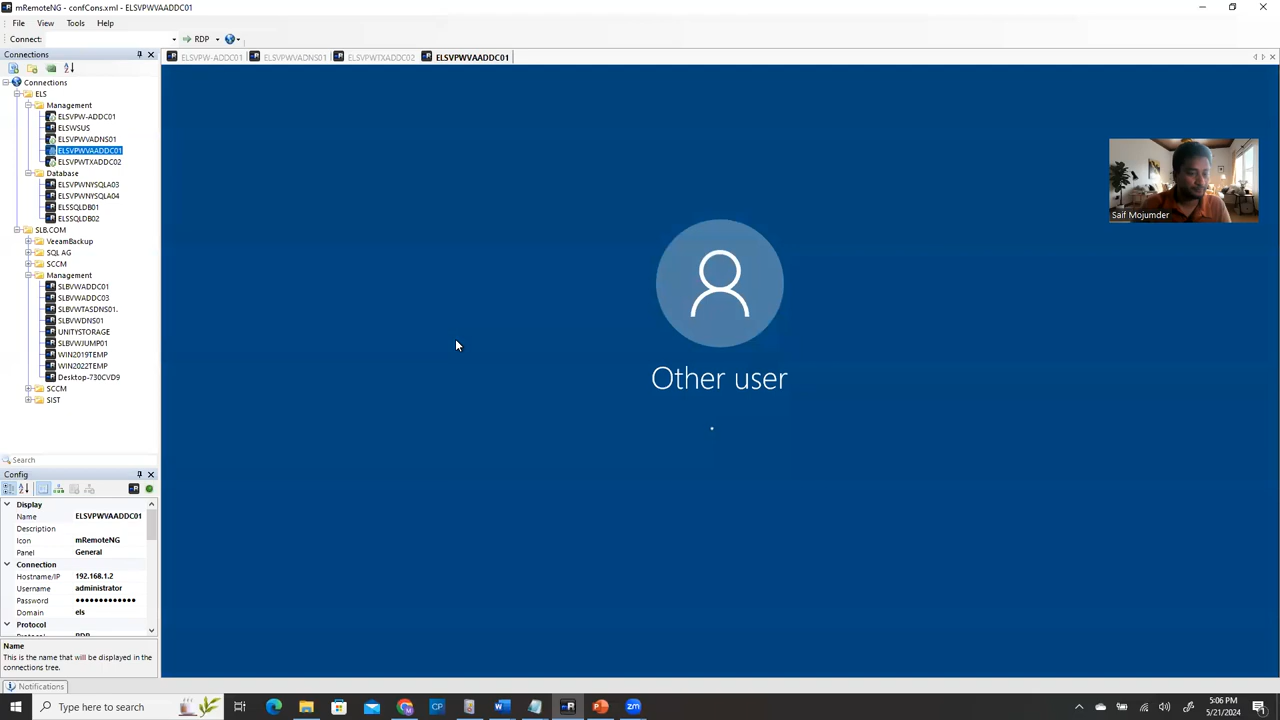 mRemoteNG - confCons.xml - ELSVPWVAADDC01
File View Tools Help
Connect: RDP
Connections
ELSVPW-ADDC01 ELSVPWVADNS01 ELSVPWTXADDC02 ELSVPWVAADDC01
Connections
ELS
Management
ELSVPW-ADDC01
ELSWSUS
ELSVPWVADNS01
ELSVPWVAADDC01
ELSVPWTXADDC02
Database
ELSVPWNYSQLA03
ELSVPWNYSQLA04
ELSSQLDB01
ELSSQLDB02
SLB.COM
VeeamBackup
SQL AG
SCCM
Management
SLBVWADDC01
SLBVWADDC03
SLBVWTASDNS01.
SLBVWDNS01
UNITYSTORAGE
SLBVWJUMP01
WIN2019TEMP
WIN2022TEMP
Desktop-730CVD9
SCCM
SIST
Other user
Saif Mojumder
Search
Config
Display
Name ELSVPWVAADDC01
Description
Icon mRemoteNG
Panel General
Connection
Hostname/IP 192.168.1.2
Username administrator
Password •••••••••••••
Domain els
Protocol
Protocol RDP
Name
This is the name that will be displayed in the
connections tree.
Notifications
Type here to search
5:06 PM
5/21/2024